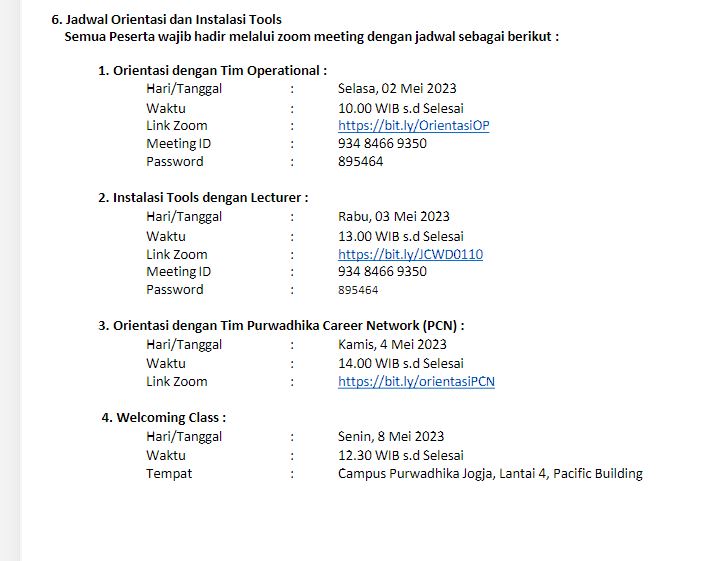 6. Jadwal Orientasi dan Instalasi Tools
Semua Peserta wajib hadir melalui zoom meeting dengan jadwal sebagai berikut :
1. Orientasi dengan Tim Operational :
Hari/Tanggal : Selasa, 02 Mei 2023
Waktu : 10.00 WIB s.d Selesai
Link Zoom : https://bit.ly/OrientasiOP
Meeting ID : 934 8466 9350
Password : 895464
2. Instalasi Tools dengan Lecturer :
Hari/Tanggal : Rabu, 03 Mei 2023
Waktu : 13.00 WIB s.d Selesai
Link Zoom : https://bit.ly/JCWD0110
Meeting ID : 934 8466 9350
Password : 895464
3. Orientasi dengan Tim Purwadhika Career Network (PCN) :
Hari/Tanggal : Kamis, 4 Mei 2023
Waktu : 14.00 WIB s.d Selesai
Link Zoom : https://bit.ly/orientasiPCN
4. Welcoming Class :
Hari/Tanggal : Senin, 8 Mei 2023
Waktu : 12.30 WIB s.d Selesai
Tempat : Campus Purwadhika Jogja, Lantai 4, Pacific Building